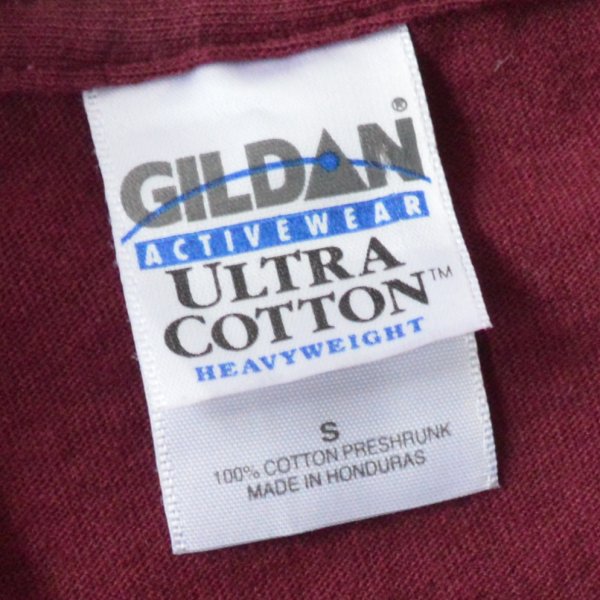 GILDAN®
ACTIVEWEAR
ULTRA
COTTON™
HEAVYWEIGHT
S
100% COTTON PRESHRUNK
MADE IN HONDURAS